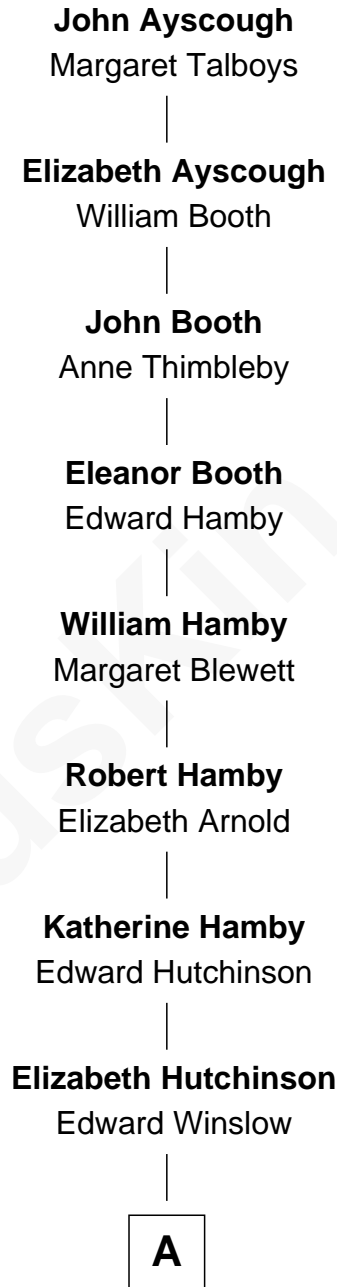 John Ayscough
Margaret Talboys
Elizabeth Ayscough
William Booth
John Booth
Anne Thimbleby
Eleanor Booth
Edward Hamby
William Hamby
Margaret Blewett
Robert Hamby
Elizabeth Arnold
Katherine Hamby
Edward Hutchinson
Elizabeth Hutchinson
Edward Winslow
A